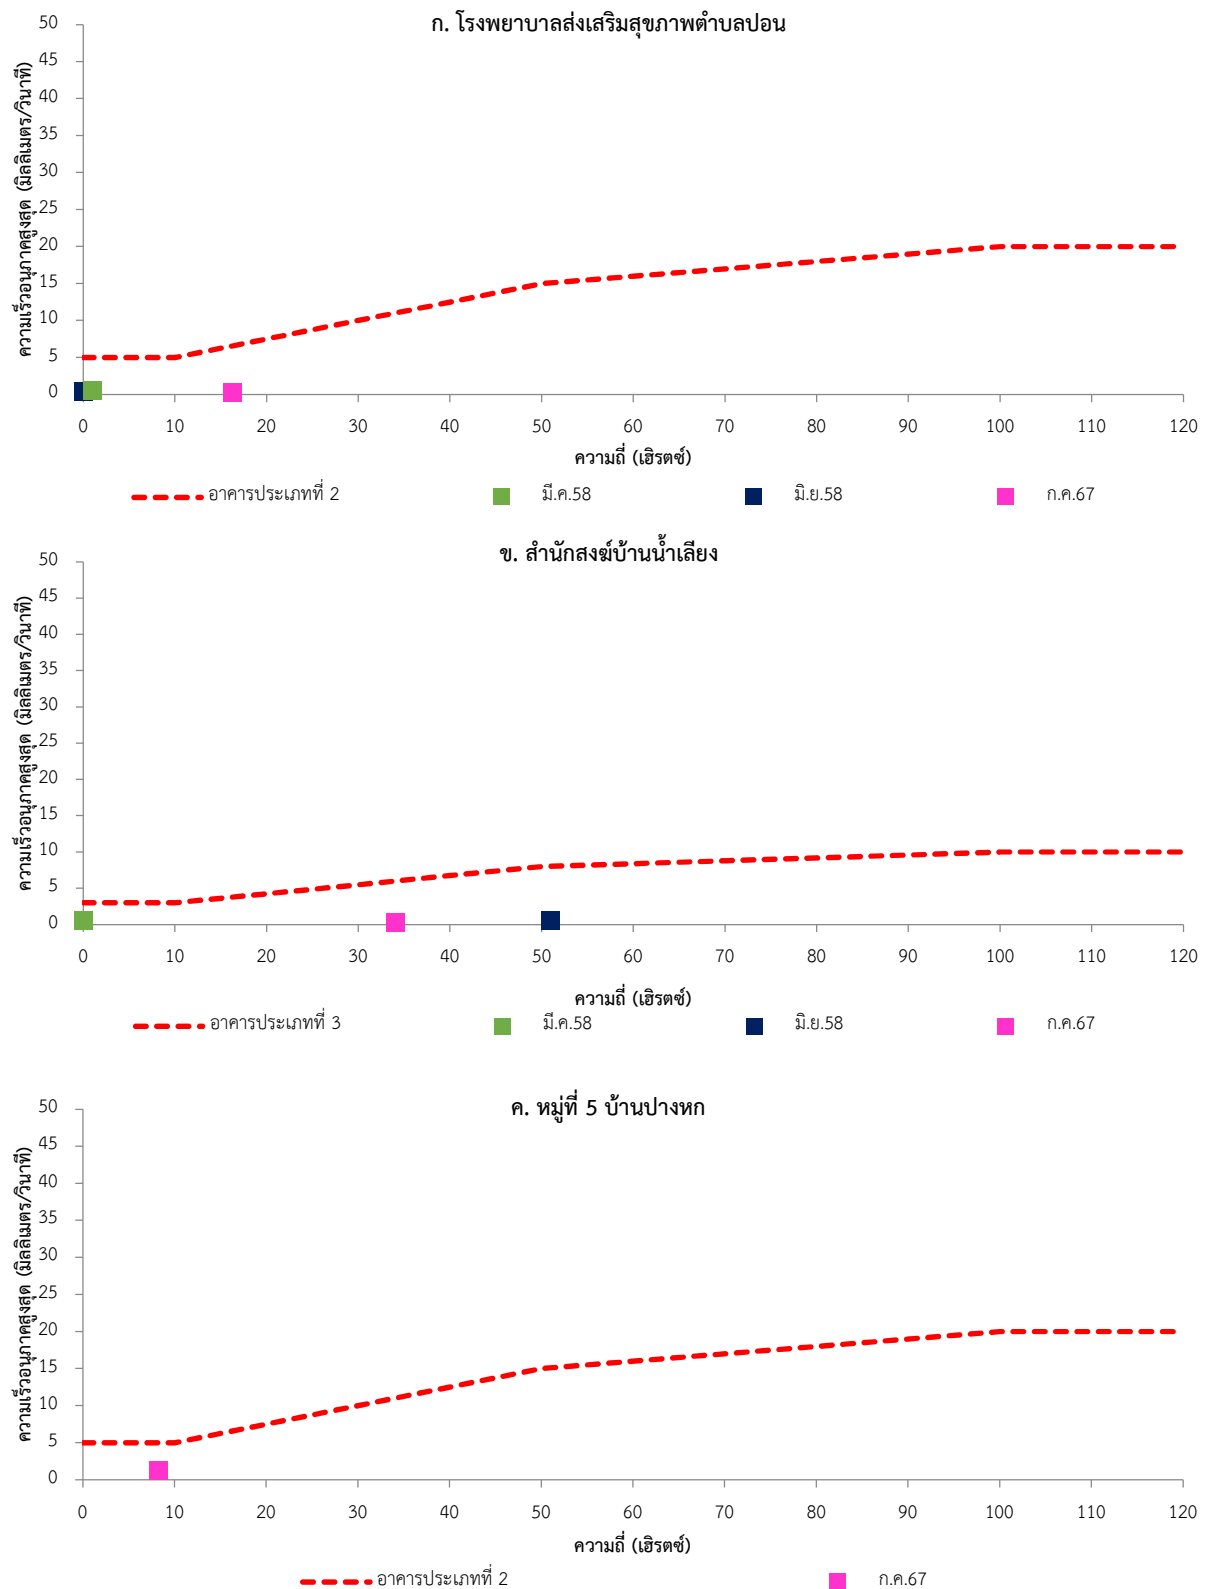 ก. โรงพยาบาลส่งเสริมสุขภาพตำบลปอน
ความเร็วอนุภาคสูงสุด (มิลลิเมตร/วินาที)
50
45
40
35
30
25
20
15
10
5
0
0 10 20 30 40 50 60 70 80 90 100 110 120
ความถี่ (เฮิรตซ์)
อาคารประเภทที่ 2 มี.ค.58 มิ.ย.58 ก.ค.67
ข. สำนักสงฆ์บ้านน้ำเลียง
ความเร็วอนุภาคสูงสุด (มิลลิเมตร/วินาที)
50
45
40
35
30
25
20
15
10
5
0
0 10 20 30 40 50 60 70 80 90 100 110 120
ความถี่ (เฮิรตซ์)
อาคารประเภทที่ 3 มี.ค.58 มิ.ย.58 ก.ค.67
ค. หมู่ที่ 5 บ้านปางหก
ความเร็วอนุภาคสูงสุด (มิลลิเมตร/วินาที)
50
45
40
35
30
25
20
15
10
5
0
0 10 20 30 40 50 60 70 80 90 100 110 120
ความถี่ (เฮิรตซ์)
อาคารประเภทที่ 2 ก.ค.67